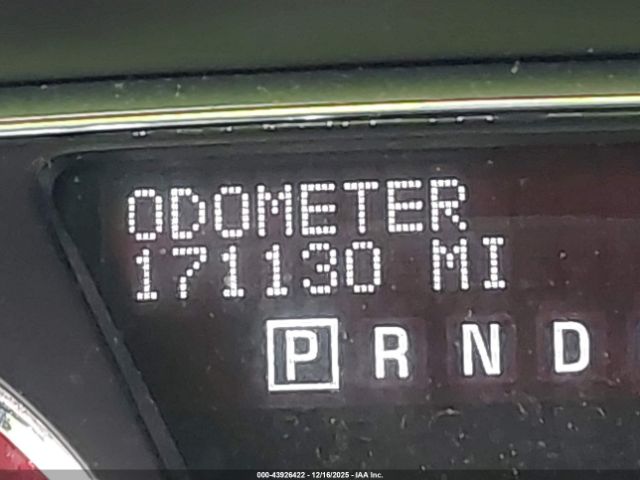 ODOMETER
171130 MI
P R N D
000-43926422 - 12/16/2025 - IAA Inc.